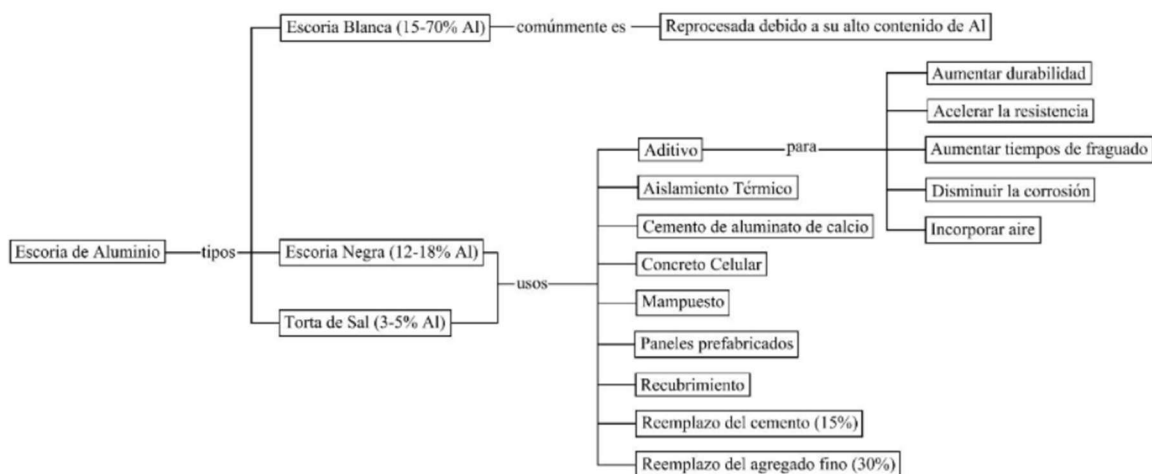 Escoria Blanca (15-70% Al)
comúnmente es
Reprocesada debido a su alto contenido de Al
Aumentar durabilidad
Acelerar la resistencia
Aditivo
para
Aumentar tiempos de fraguado
Aislamiento Térmico
Disminuir la corrosión
Cemento de aluminato de calcio
Incorporar aire
Escoria de Aluminio
tipos
Escoria Negra (12-18% Al)
Concreto Celular
usos
Mampuesto
Torta de Sal (3-5% Al)
Paneles prefabricados
Recubrimiento
Reemplazo del cemento (15%)
Reemplazo del agregado fino (30%)